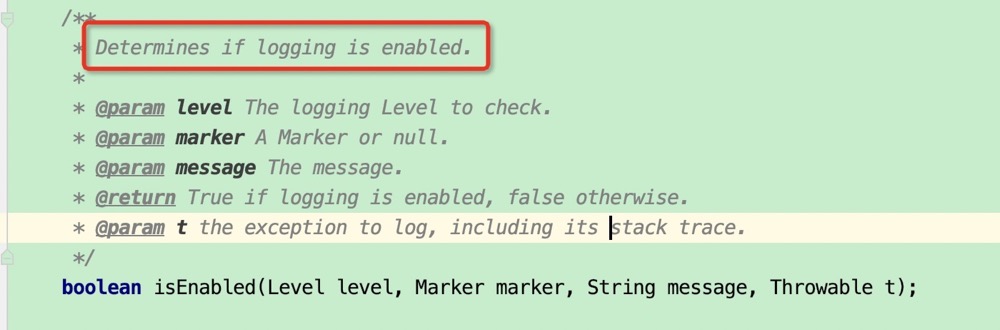 /**
* Determines if logging is enabled.
*
* @param level The logging Level to check.
* @param marker A Marker or null.
* @param message The message.
* @return True if logging is enabled, false otherwise.
* @param t the exception to log, including its stack trace.
*/
boolean isEnabled(Level level, Marker marker, String message, Throwable t);